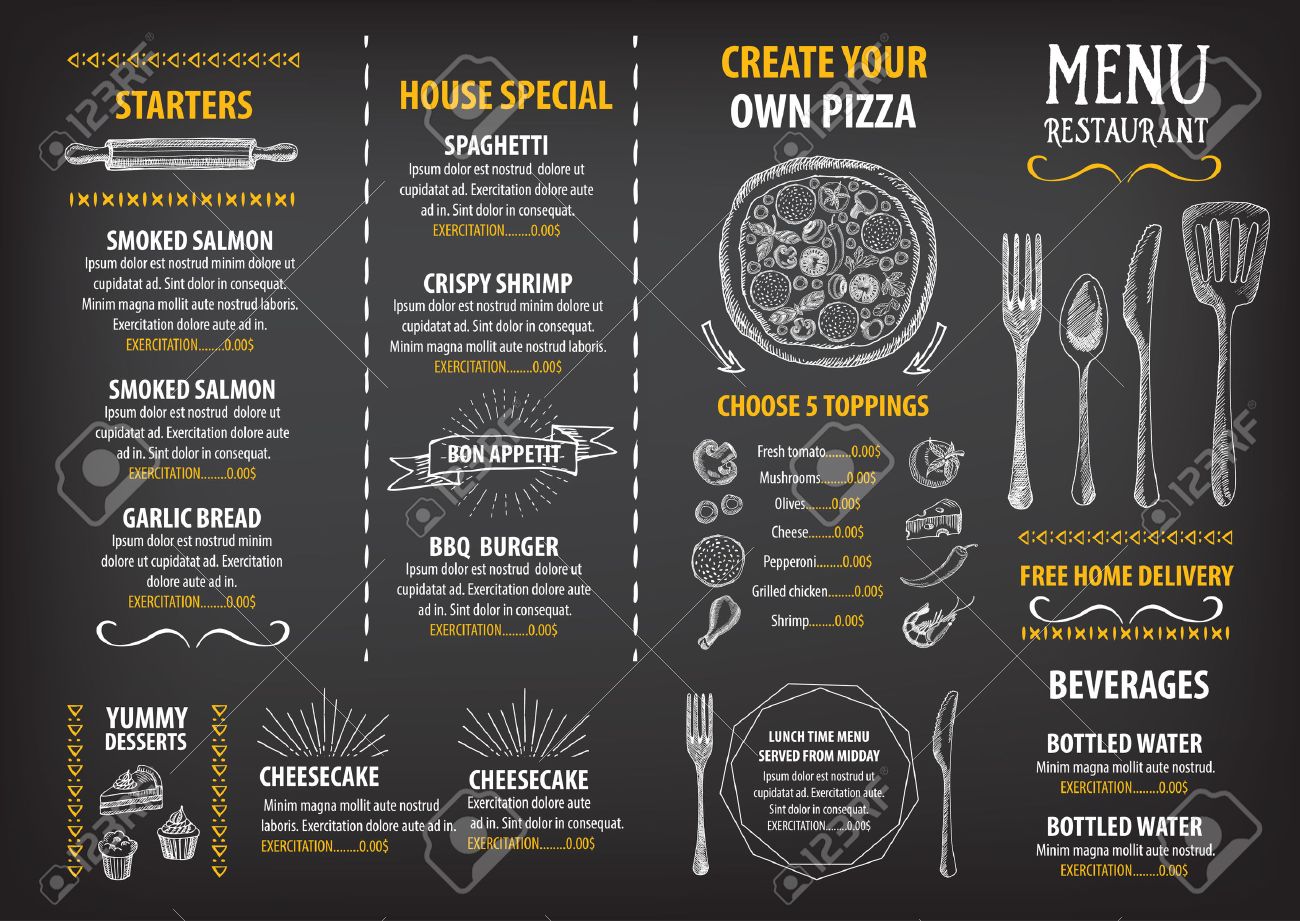 STARTERS
SMOKED SALMON
Ipsum dolor est nostrud minim dolore ut
cupidatat ad. Sint dolor in consequat.
Minim magna mollit aute nostrud laboris.
Exercitation dolore aute ad in.
EXERCITATION........0.00$
SMOKED SALMON
Ipsum dolor est nostrud dolore ut
cupidatat ad. Exercitation dolore aute
ad in. Sint dolor in consequat.
EXERCITATION........0.00$
GARLIC BREAD
Ipsum dolor est nostrud minim
dolore ut cupidatat ad. Exercitation
dolore aute ad in.
EXERCITATION........0.00$
HOUSE SPECIAL
SPAGHETTI
Ipsum dolor est nostrud minim dolore ut
cupidatat ad. Exercitation dolore aute
ad in. Sint dolor in consequat.
EXERCITATION........0.00$
CRISPY SHRIMP
Ipsum dolor est nostrud minim dolore ut
cupidatat ad. Sint dolor in consequat.
Minim magna mollit aute nostrud laboris.
EXERCITATION........0.00$
BON APPETIT
BBQ BURGER
Ipsum dolor est nostrud minim dolore ut
cupidatat ad. Exercitation dolore aute
ad in. Sint dolor in consequat.
EXERCITATION........0.00$
YUMMY
DESSERTS
CHEESECAKE
Minim magna mollit aute nostrud
laboris. Exercitation dolore aute ad in.
EXERCITATION........0.00$
CHEESECAKE
Exercitation dolore aute
ad in. Sint dolor in consequat.
EXERCITATION........0.00$
CREATE YOUR
OWN PIZZA
CHOOSE 5 TOPPINGS
Fresh tomato........0.00$
Mushrooms........0.00$
Olives........0.00$
Cheese........0.00$
Pepperoni........0.00$
Grilled chicken........0.00$
Shrimp........0.00$
LUNCH TIME MENU
SERVED FROM MIDDAY
Ipsum dolor est nostrud ut
cupidatat ad. Exercitation
dolore aute ad in.
Sint dolor in consequat.
EXERCITATION........0.00$
MENU
RESTAURANT
FREE HOME DELIVERY
BEVERAGES
BOTTLED WATER
Minim magna mollit aute nostrud.
EXERCITATION........0.00$
BOTTLED WATER
Minim magna mollit aute nostrud.
EXERCITATION........0.00$
123RF